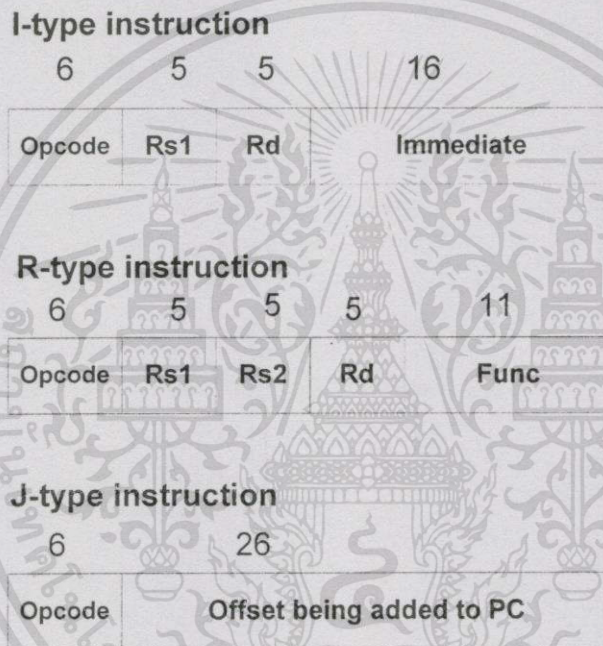 I-type instruction
6 5 5 16
Opcode Rs1 Rd Immediate
R-type instruction
6 5 5 5 11
Opcode Rs1 Rs2 Rd Func
J-type instruction
6 26
Opcode Offset being added to PC